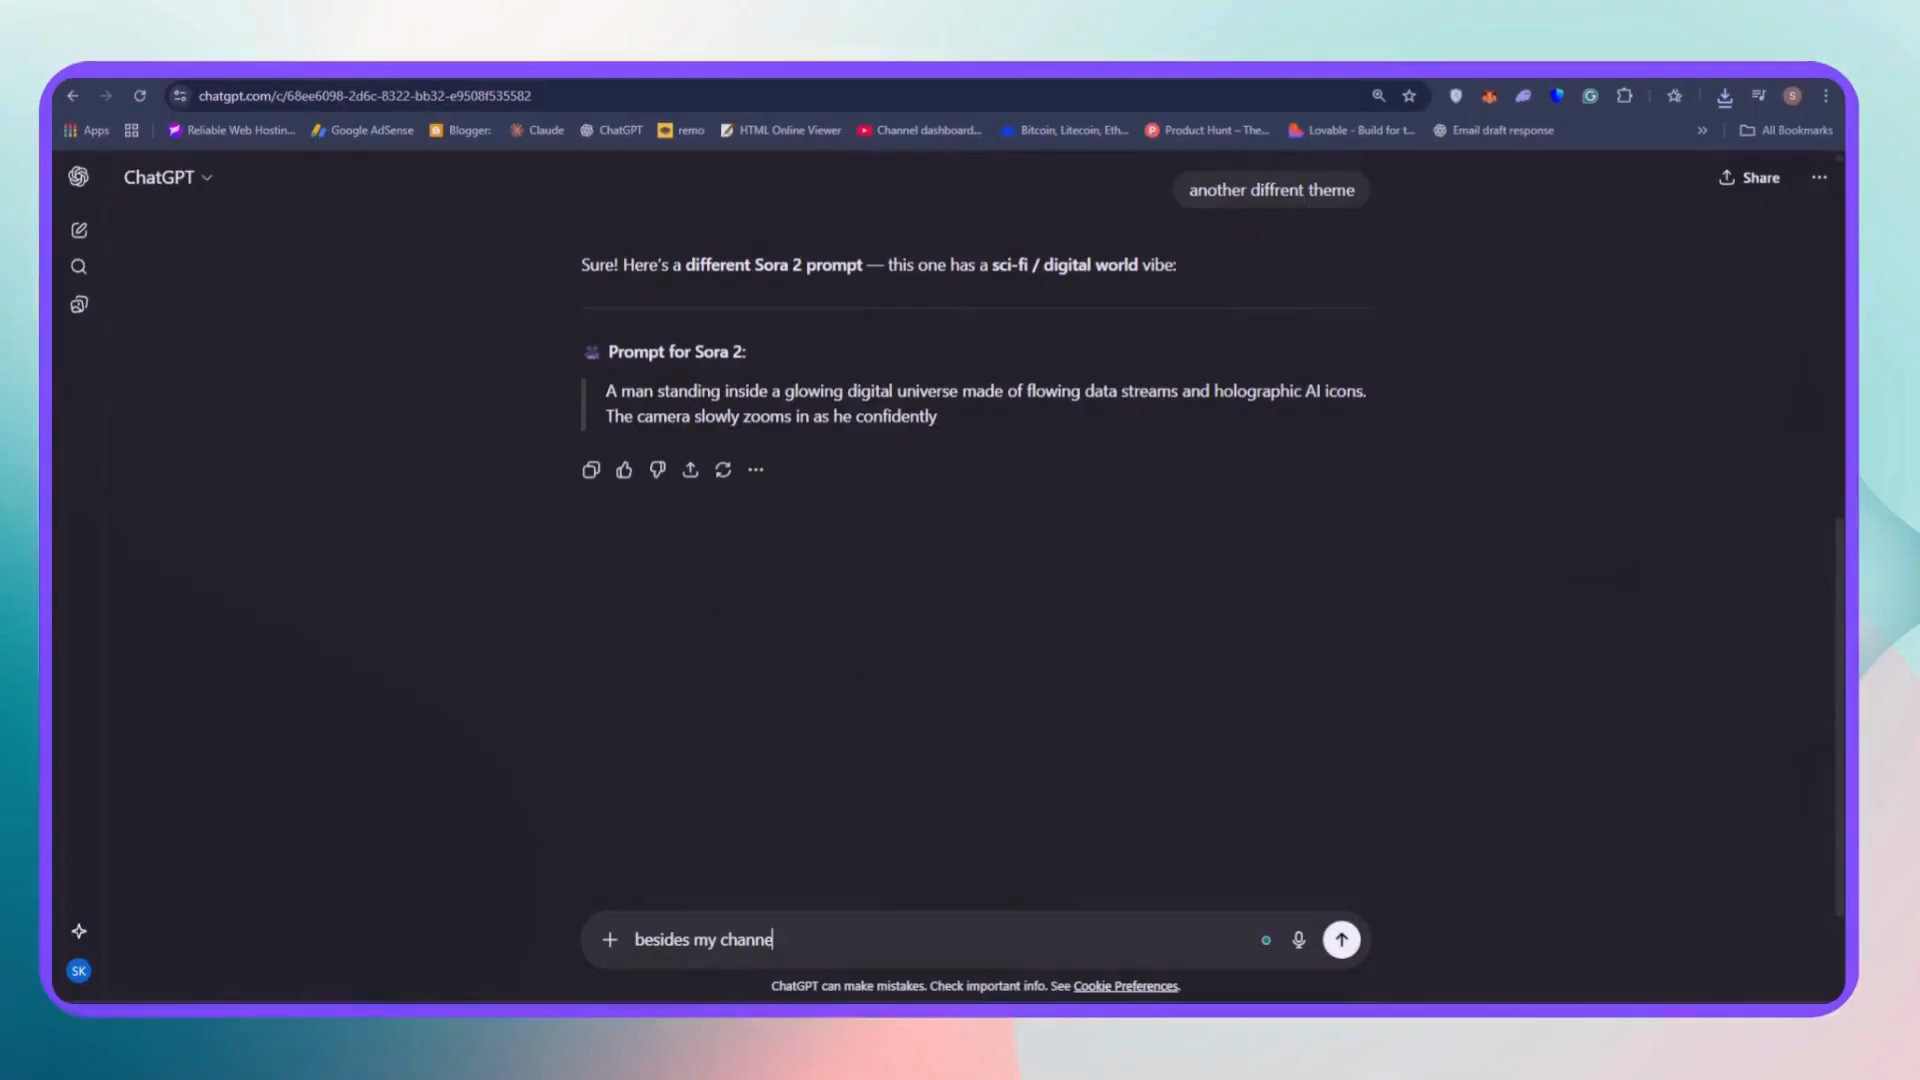 chatgpt.com/c/68ee6098-2d6c-8322-bb32-e9508f535582
S
Apps
Reliable Web Hostin...
Google AdSense
Blogger:
Claude
ChatGPT
remo
HTML Online Viewer
Channel dashboard...
Bitcoin, Litecoin, Eth...
Product Hunt – The...
Lovable - Build for t...
Email draft response
All Bookmarks
ChatGPT
Share
another diffrent theme
Sure! Here's a different Sora 2 prompt — this one has a sci-fi / digital world vibe:
Prompt for Sora 2:
A man standing inside a glowing digital universe made of flowing data streams and holographic AI icons.
The camera slowly zooms in as he confidently
besides my channe
SK
ChatGPT can make mistakes. Check important info. See Cookie Preferences.